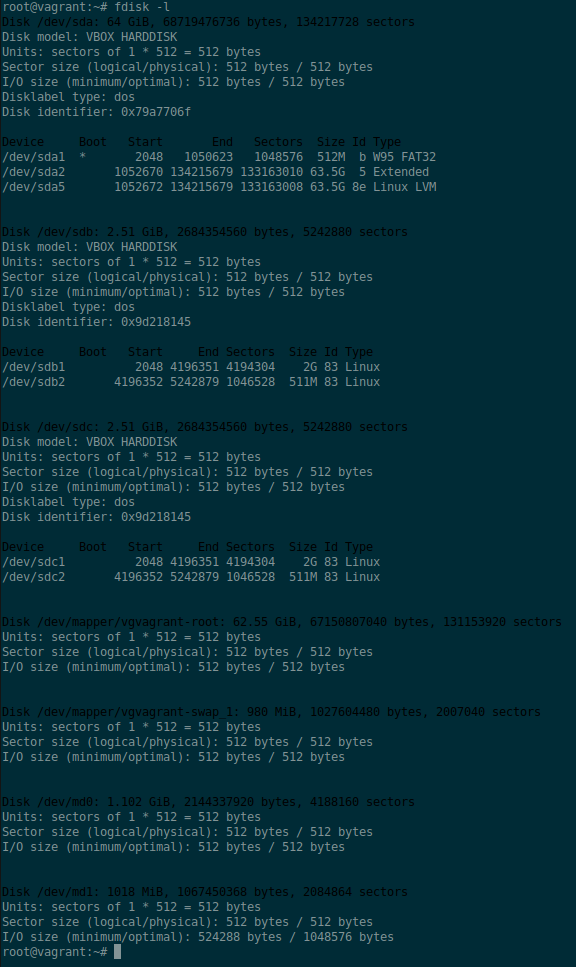 root@vagrant:~# fdisk -l
Disk /dev/sda: 64 GiB, 68719476736 bytes, 134217728 sectors
Disk model: VBOX HARDDISK
Units: sectors of 1 * 512 = 512 bytes
Sector size (logical/physical): 512 bytes / 512 bytes
I/O size (minimum/optimal): 512 bytes / 512 bytes
Disklabel type: dos
Disk identifier: 0x79a7706f
Device     Boot   Start       End   Sectors  Size Id Type
/dev/sda1  *       2048   1050623   1048576  512M  b W95 FAT32
/dev/sda2       1052670 134215679 133163010 63.5G  5 Extended
/dev/sda5       1052672 134215679 133163008 63.5G 8e Linux LVM
Disk /dev/sdb: 2.51 GiB, 2684354560 bytes, 5242880 sectors
Disk model: VBOX HARDDISK
Units: sectors of 1 * 512 = 512 bytes
Sector size (logical/physical): 512 bytes / 512 bytes
I/O size (minimum/optimal): 512 bytes / 512 bytes
Disklabel type: dos
Disk identifier: 0x9d218145
Device     Boot   Start     End Sectors  Size Id Type
/dev/sdb1          2048 4196351 4194304    2G 83 Linux
/dev/sdb2       4196352 5242879 1046528  511M 83 Linux
Disk /dev/sdc: 2.51 GiB, 2684354560 bytes, 5242880 sectors
Disk model: VBOX HARDDISK
Units: sectors of 1 * 512 = 512 bytes
Sector size (logical/physical): 512 bytes / 512 bytes
I/O size (minimum/optimal): 512 bytes / 512 bytes
Disklabel type: dos
Disk identifier: 0x9d218145
Device     Boot   Start     End Sectors  Size Id Type
/dev/sdc1          2048 4196351 4194304    2G 83 Linux
/dev/sdc2       4196352 5242879 1046528  511M 83 Linux
Disk /dev/mapper/vgvagrant-root: 62.55 GiB, 67150807040 bytes, 131153920 sectors
Units: sectors of 1 * 512 = 512 bytes
Sector size (logical/physical): 512 bytes / 512 bytes
I/O size (minimum/optimal): 512 bytes / 512 bytes
Disk /dev/mapper/vgvagrant-swap_1: 980 MiB, 1027604480 bytes, 2007040 sectors
Units: sectors of 1 * 512 = 512 bytes
Sector size (logical/physical): 512 bytes / 512 bytes
I/O size (minimum/optimal): 512 bytes / 512 bytes
Disk /dev/md0: 1.102 GiB, 2144337920 bytes, 4188160 sectors
Units: sectors of 1 * 512 = 512 bytes
Sector size (logical/physical): 512 bytes / 512 bytes
I/O size (minimum/optimal): 512 bytes / 512 bytes
Disk /dev/md1: 1018 MiB, 1067450368 bytes, 2084864 sectors
Units: sectors of 1 * 512 = 512 bytes
Sector size (logical/physical): 512 bytes / 512 bytes
I/O size (minimum/optimal): 524288 bytes / 1048576 bytes
root@vagrant:~#